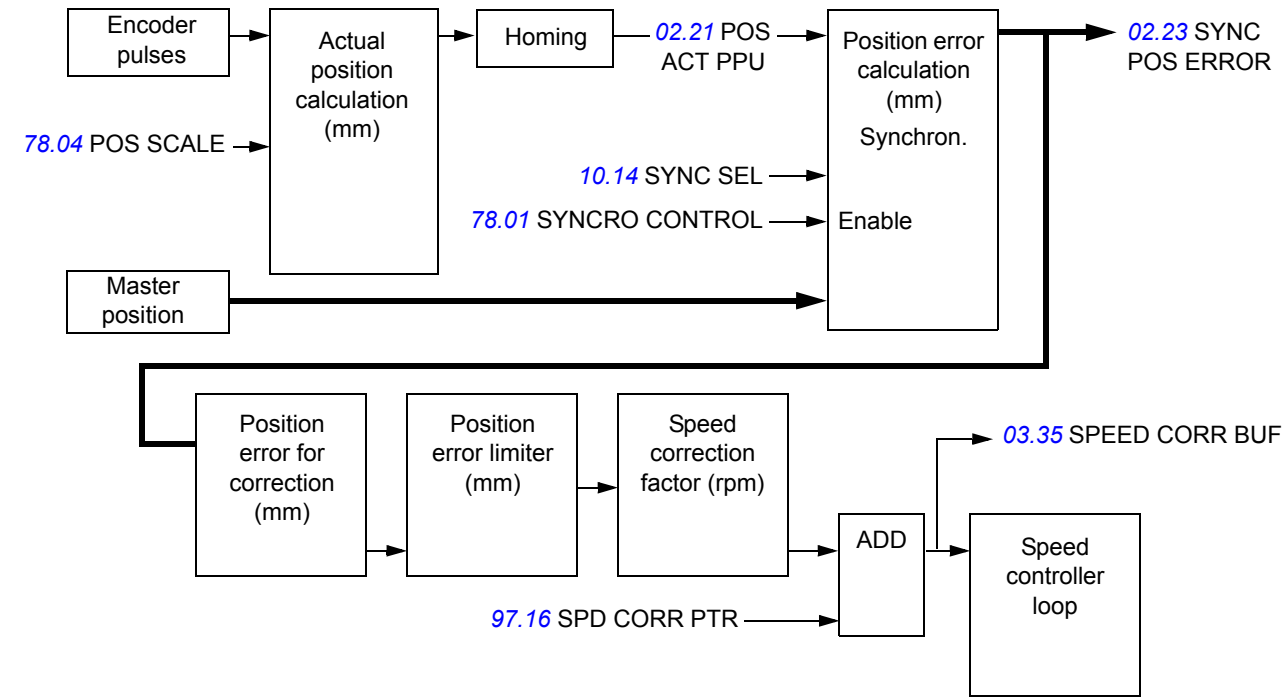 Encoder
pulses
Actual
position
calculation
(mm)
Homing
02.21 POS
ACT PPU
Position error
calculation
(mm)
Synchron.
02.23 SYNC
POS ERROR
78.04 POS SCALE
10.14 SYNC SEL
78.01 SYNCRO CONTROL
Enable
Master
position
Position
error for
correction
(mm)
Position
error limiter
(mm)
Speed
correction
factor (rpm)
03.35 SPEED CORR BUF
ADD
Speed
controller
loop
97.16 SPD CORR PTR